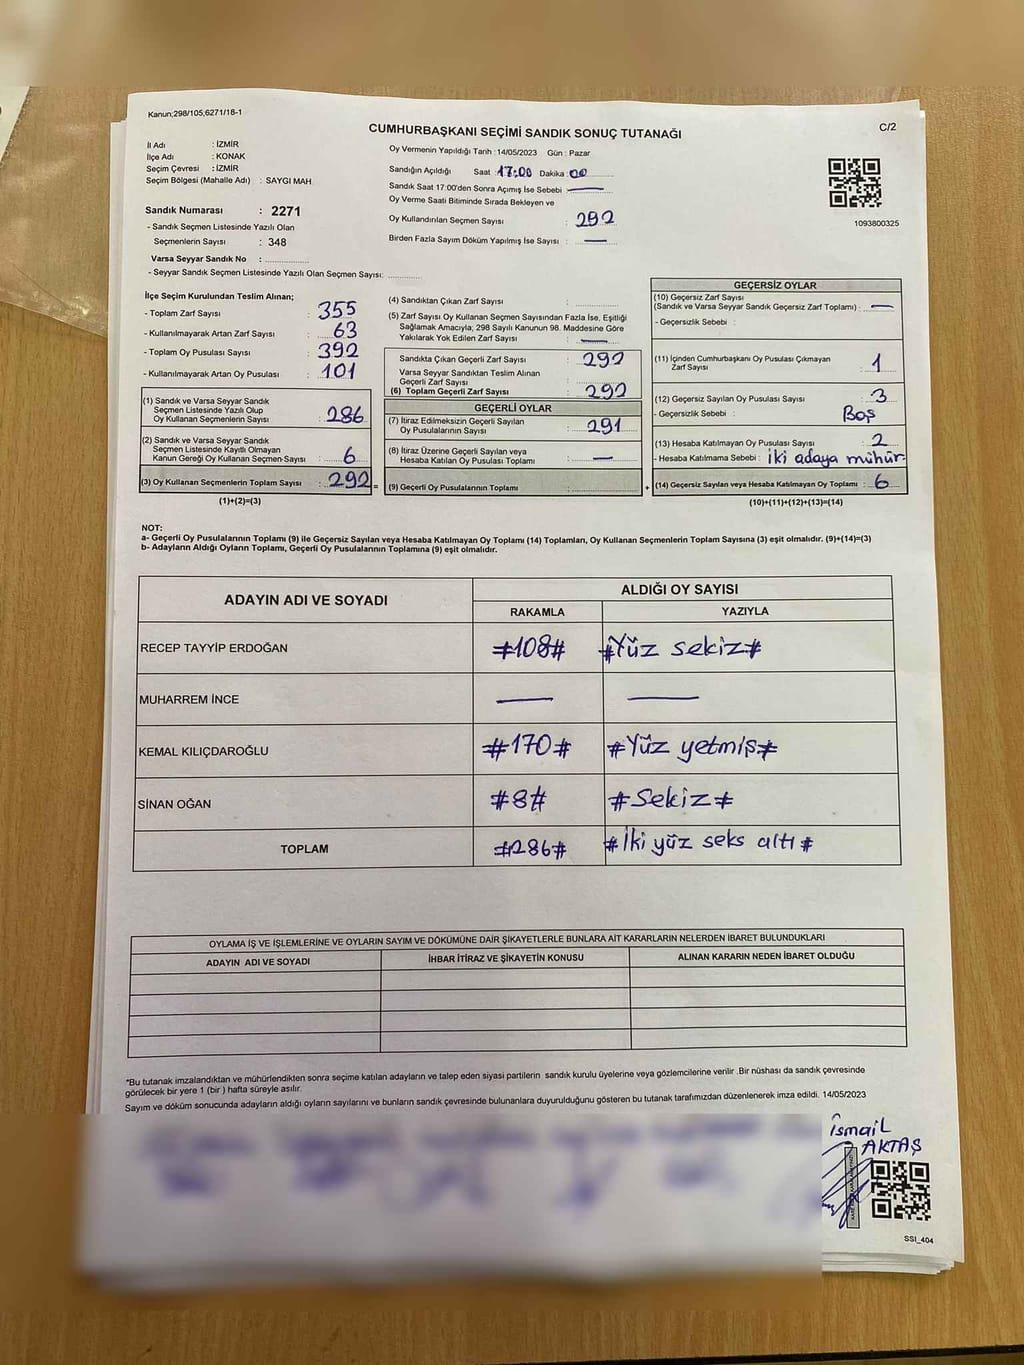 Kanun;298/105,6271/18-1
CUMHURBAŞKANI SEÇİMİ SANDIK SONUÇ TUTANAĞI
C/2
İl Adı : İZMİR
İlçe Adı : KONAK
Seçim Çevresi : İZMİR
Seçim Bölgesi (Mahalle Adı) : SAYGI MAH
Sandık Numarası : 2271
- Sandık Seçmen Listesinde Yazılı Olan
Seçmenlerin Sayısı : 348
Varsa Seyyar Sandık No :
- Seyyar Sandık Seçmen Listesinde Yazılı Olan Seçmen Sayısı:
Oy Vermenin Yapıldığı Tarih : 14/05/2023 Gün : Pazar
Sandığın Açıldığı Saat : 17:00 Dakika : 00
Sandık Saat 17:00'den Sonra Açımış İse Sebebi : —
Oy Verme Saati Bitiminde Sırada Bekleyen ve
Oy Kullandırılan Seçmen Sayısı : 292
Birden Fazla Sayım Döküm Yapılmış İse Sayısı : —
1093800325
İlçe Seçim Kurulundan Teslim Alınan;
- Toplam Zarf Sayısı : 355
- Kullanılmayarak Artan Zarf Sayısı : 63
- Toplam Oy Pusulası Sayısı : 392
- Kullanılmayarak Artan Oy Pusulası : 101
(1) Sandık ve Varsa Seyyar Sandık
Seçmen Listesinde Yazılı Olup
Oy Kullanan Seçmenlerin Sayısı : 286
(2) Sandık ve Varsa Seyyar Sandık
Seçmen Listesinde Kayıtlı Olmayan
Kanun Gereği Oy Kullanan Seçmen Sayısı : 6
(3) Oy Kullanan Seçmenlerin Toplam Sayısı : 292 =
(1)+(2)=(3)
(4) Sandıktan Çıkan Zarf Sayısı :
(5) Zarf Sayısı Oy Kullanan Seçmen Sayısından Fazla İse, Eşitliği
Sağlamak Amacıyla; 298 Sayılı Kanunun 98. Maddesine Göre
Yakılarak Yok Edilen Zarf Sayısı : —
Sandıkta Çıkan Geçerli Zarf Sayısı : 292
Varsa Seyyar Sandıktan Teslim Alınan
Geçerli Zarf Sayısı :
(6) Toplam Geçerli Zarf Sayısı : 292
GEÇERLİ OYLAR
(7) İtiraz Edilmeksizin Geçerli Sayılan
Oy Pusulalarının Sayısı : 291
(8) İtiraz Üzerine Geçerli Sayılan veya
Hesaba Katılan Oy Pusulası Toplamı : —
(9) Geçerli Oy Pusulalarının Toplamı : +
GEÇERSİZ OYLAR
(10) Geçersiz Zarf Sayısı
(Sandık ve Varsa Seyyar Sandık Geçersiz Zarf Toplamı) : —
- Geçersizlik Sebebi :
(11) İçinden Cumhurbaşkanı Oy Pusulası Çıkmayan
Zarf Sayısı : 1
(12) Geçersiz Sayılan Oy Pusulası Sayısı : 3
- Geçersizlik Sebebi : Boş
(13) Hesaba Katılmayan Oy Pusulası Sayısı : 2
- Hesaba Katılmama Sebebi : İki adaya mühür
(14) Geçersiz Sayılan veya Hesaba Katılmayan Oy Toplamı : 6
(10)+(11)+(12)+(13)=(14)
NOT:
a- Geçerli Oy Pusulalarının Toplamı (9) ile Geçersiz Sayılan veya Hesaba Katılmayan Oy Toplamı (14) Toplamları, Oy Kullanan Seçmenlerin Toplam Sayısına (3) eşit olmalıdır. (9)+(14)=(3)
b- Adayların Aldığı Oyların Toplamı, Geçerli Oy Pusulalarının Toplamına (9) eşit olmalıdır.
ADAYIN ADI VE SOYADI
ALDIĞI OY SAYISI
RAKAMLA YAZIYLA
RECEP TAYYİP ERDOĞAN #108# #Yüz sekiz#
MUHARREM İNCE — —
KEMAL KILIÇDAROĞLU #170# #Yüz yetmiş#
SİNAN OĞAN #8# #Sekiz#
TOPLAM #286# #İki yüz seks altı#
OYLAMA İŞ VE İŞLEMLERİNE VE OYLARIN SAYIM VE DÖKÜMÜNE DAİR ŞİKAYETLERLE BUNLARA AİT KARARLARIN NELERDEN İBARET BULUNDUKLARI
ADAYIN ADI VE SOYADI İHBAR İTİRAZ VE ŞİKAYETİN KONUSU ALINAN KARARIN NEDEN İBARET OLDUĞU
*Bu tutanak imzalandıktan ve mühürlendikten sonra seçime katılan adayların ve talep eden siyasi partilerin sandık kurulu üyelerine veya gözlemcilerine verilir .Bir nüshası da sandık çevresinde
görülecek bir yere 1 (bir ) hafta süreyle asılır.
Sayım ve döküm sonucunda adayların aldığı oyların sayılarını ve bunların sandık çevresinde bulunanlara duyurulduğunu gösteren bu tutanak tarafımızdan düzenlenerek imza edildi. 14/05/2023
İsmail
AKTAŞ
SSI_404